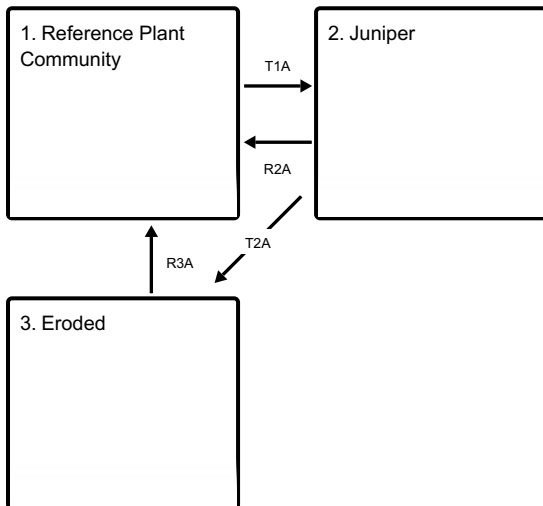 1. Reference Plant
Community
2. Juniper
T1A
R2A
T2A
R3A
3. Eroded